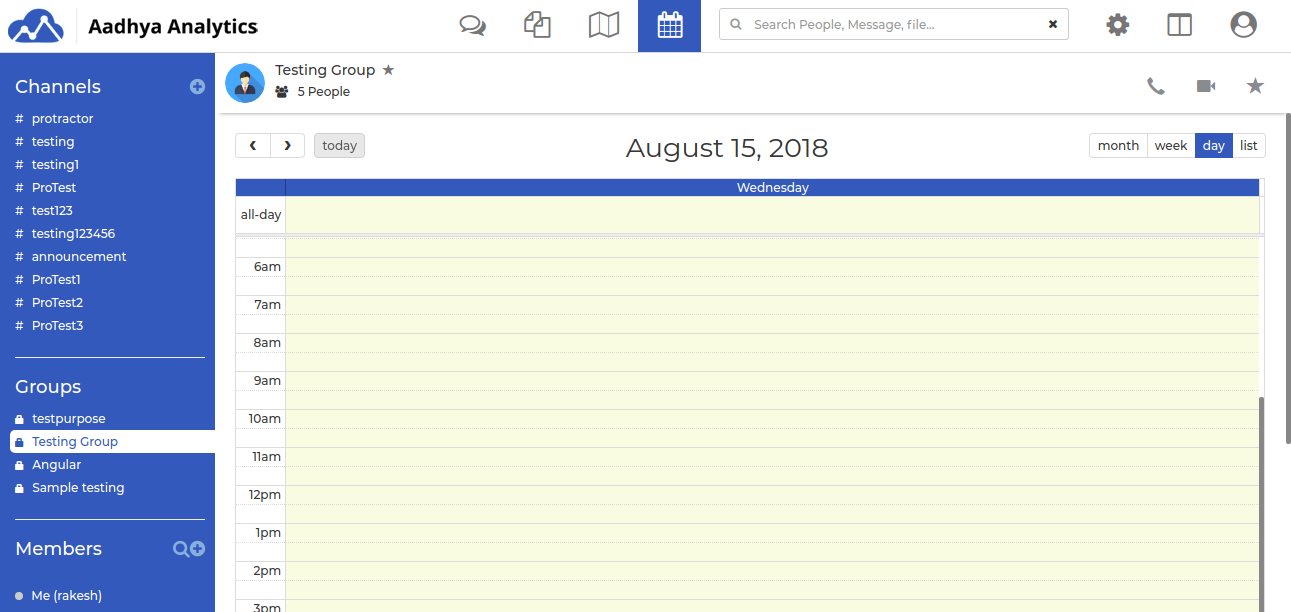 Aadhya Analytics
Search People, Message, file...
Channels
# protractor
# testing
# testing1
# ProTest
# test123
# testing123456
# announcement
# ProTest1
# ProTest2
# ProTest3
Groups
testpurpose
Testing Group
Angular
Sample testing
Members
Me (rakesh)
Testing Group
5 People
today
August 15, 2018
month week day list
Wednesday
all-day
6am
7am
8am
9am
10am
11am
12pm
1pm
2pm
3pm